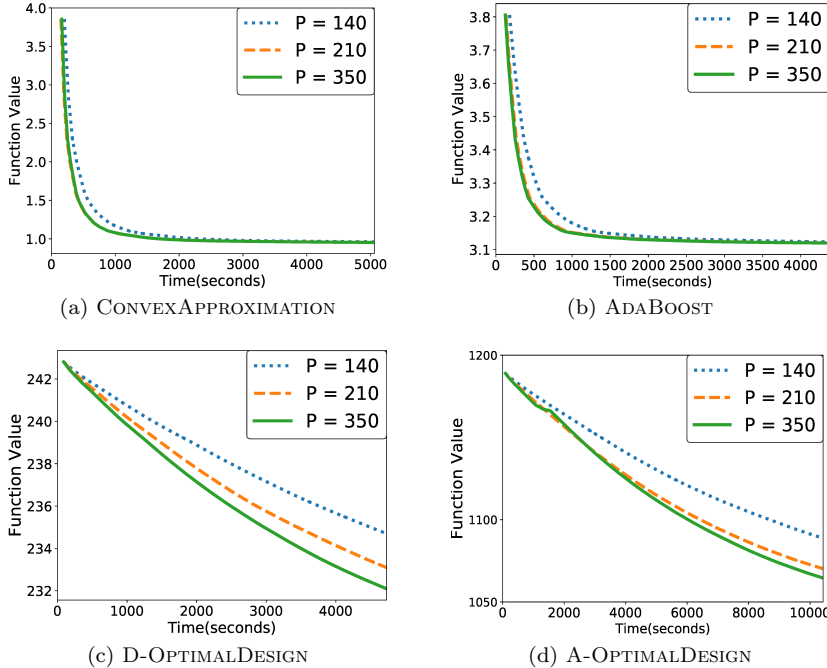 4.0
3.5
3.0
2.5
2.0
1.5
1.0
Function Value
0 1000 2000 3000 4000 5000
Time(seconds)
P = 140
P = 210
P = 350
(a) ConvexApproximation
3.8
3.7
3.6
3.5
3.4
3.3
3.2
3.1
Function Value
0 500 1000 1500 2000 2500 3000 3500 4000
Time(seconds)
P = 140
P = 210
P = 350
(b) AdaBoost
242
240
238
236
234
232
Function Value
0 1000 2000 3000 4000
Time(seconds)
P = 140
P = 210
P = 350
(c) D-OptimalDesign
1200
1100
1050
Function Value
0 2000 4000 6000 8000 10000
Time(seconds)
P = 140
P = 210
P = 350
(d) A-OptimalDesign